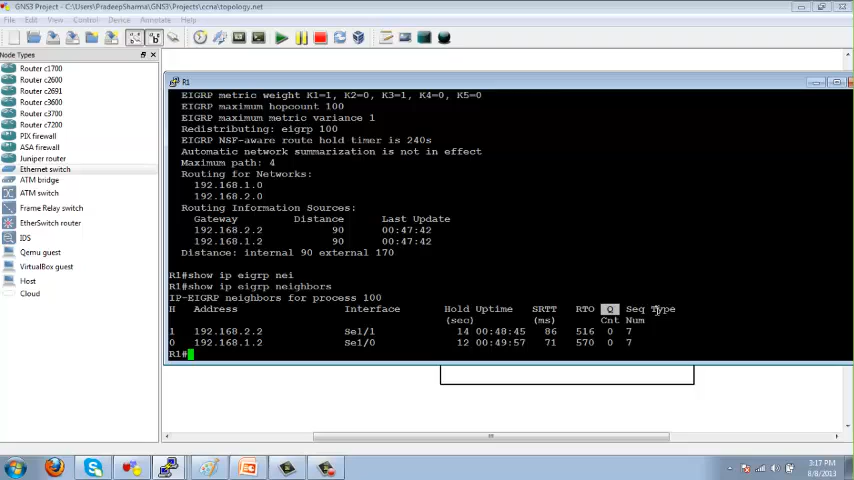 GNS3 Project - C:\Users\PradeepSharma\GNS3\Projects\ccna\topology.net
File Edit View Control Device Annotate Help
Node Types
Router c1700
Router c2600
Router c2691
Router c3600
Router c3700
Router c7200
PIX firewall
ASA firewall
Juniper router
Ethernet switch
ATM bridge
ATM switch
Frame Relay switch
EtherSwitch router
IDS
Qemu guest
VirtualBox guest
Host
Cloud
R1
EIGRP metric weight K1=1, K2=0, K3=1, K4=0, K5=0
EIGRP maximum hopcount 100
EIGRP maximum metric variance 1
Redistributing: eigrp 100
EIGRP NSF-aware route hold timer is 240s
Automatic network summarization is not in effect
Maximum path: 4
Routing for Networks:
192.168.1.0
192.168.2.0
Routing Information Sources:
Gateway Distance Last Update
192.168.2.2 90 00:47:42
192.168.1.2 90 00:47:42
Distance: internal 90 external 170
R1#show ip eigrp nei
R1#show ip eigrp neighbors
IP-EIGRP neighbors for process 100
H Address Interface Hold Uptime SRTT RTO Q Seq Type
(sec) (ms) Cnt Num
1 192.168.2.2 Se1/1 14 00:48:45 86 516 0 7
0 192.168.1.2 Se1/0 12 00:49:57 71 570 0 7
R1#
3:17 PM
8/8/2013